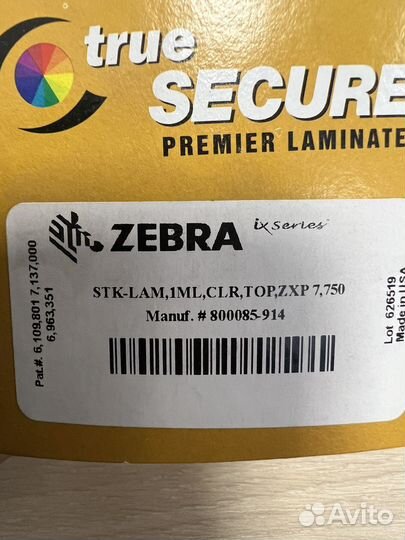 true
SECURE
PREMIER LAMINATE
ZEBRA
ix series
STK-LAM,1ML,CLR,TOP,ZXP 7,750
Manuf. # 800085-914
Pat.#. 6,109,801 7,137,000
6,963,351
Lot 626519
Made in USA
Avito